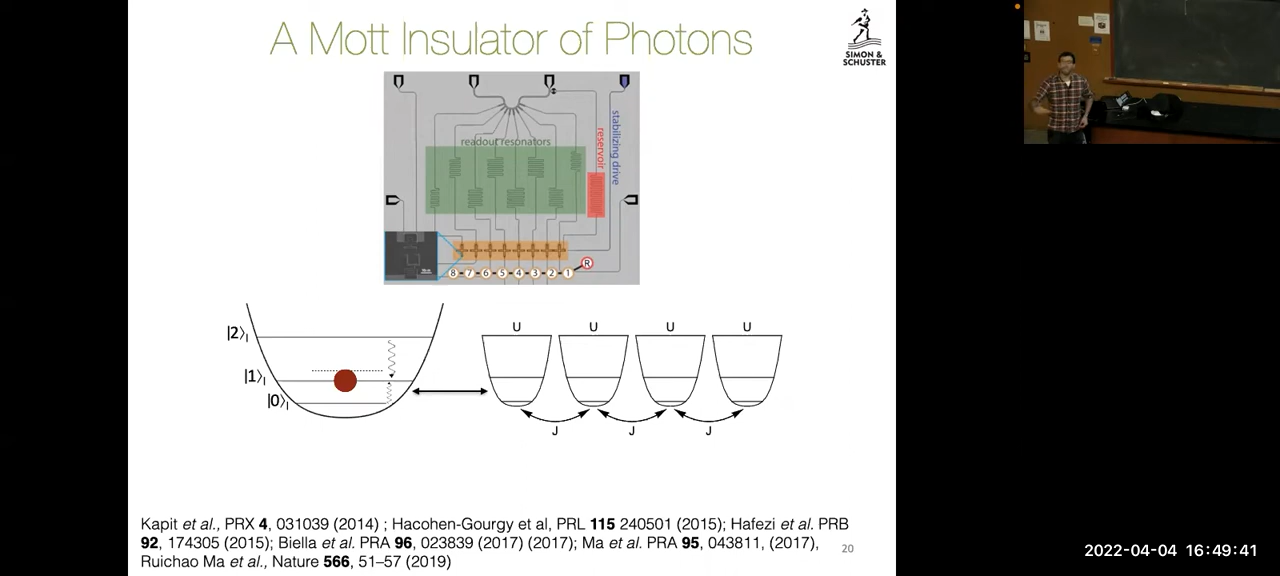 A Mott Insulator of Photons
SIMON &
SCHUSTER
readout resonators
reservoir
stabilizing drive
8 7 6 5 4 3 2 1
R
|2⟩ₗ
|1⟩ₗ
|0⟩ₗ
U U U U
J J J
Kapit et al., PRX 4, 031039 (2014) ; Hacohen-Gourgy et al, PRL 115 240501 (2015); Hafezi et al. PRB
92, 174305 (2015); Biella et al. PRA 96, 023839 (2017) (2017); Ma et al. PRA 95, 043811, (2017),
Ruichao Ma et al., Nature 566, 51–57 (2019)
20
2022-04-04 16:49:41